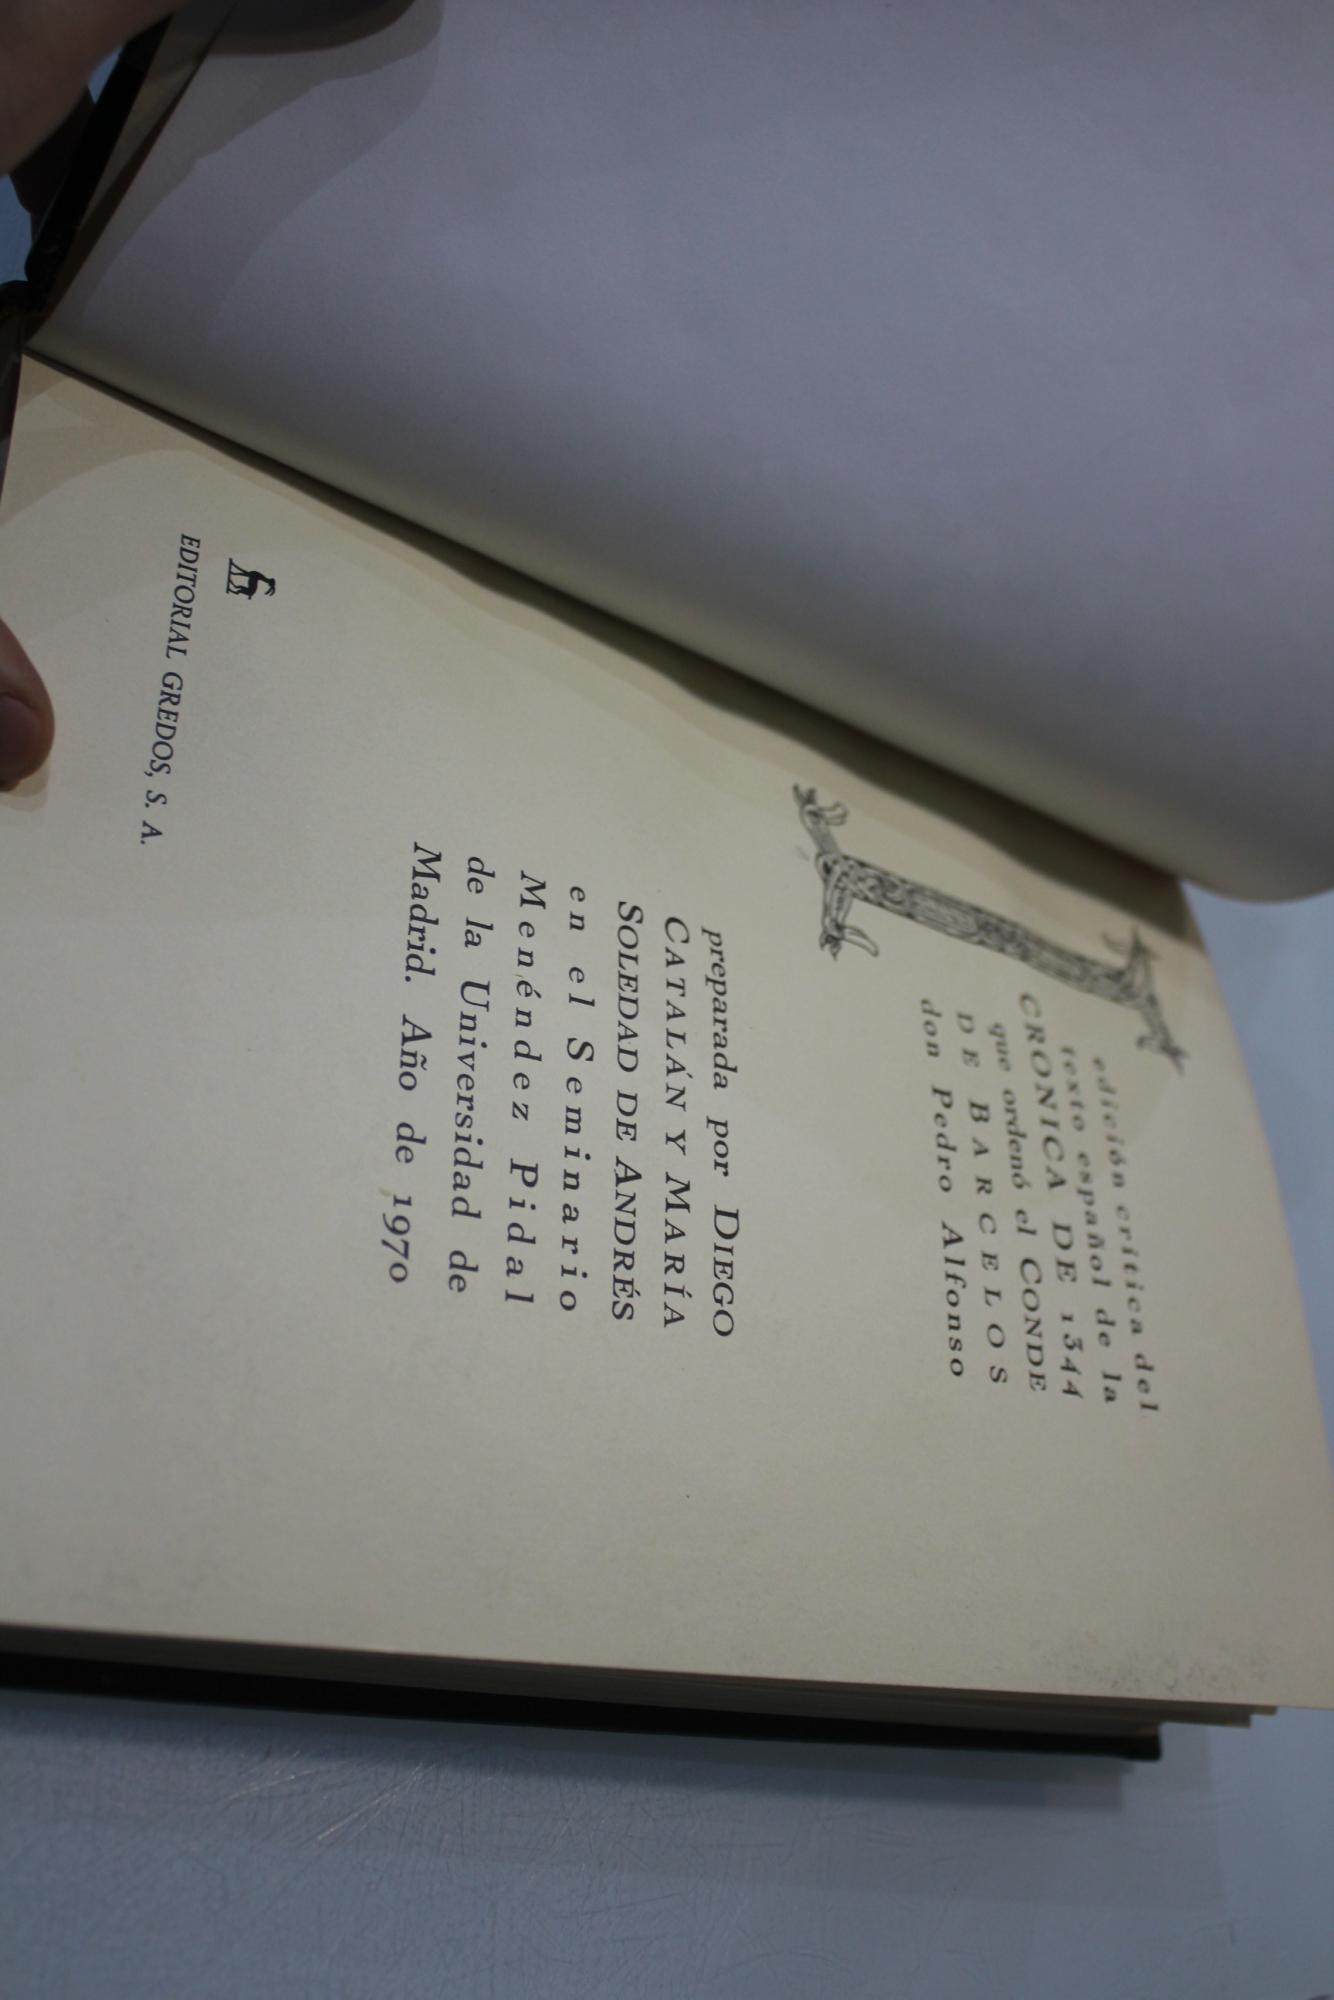 edición crítica del
texto español de la
CRONICA DE 1344
que ordenó el CONDE
DE BARCELOS
don Pedro Alfonso
preparada por DIEGO
CATALÁN Y MARÍA
SOLEDAD DE ANDRÉS
en el Seminario
Menéndez Pidal
de la Universidad de
Madrid. Año de 1970
EDITORIAL GREDOS, S. A.